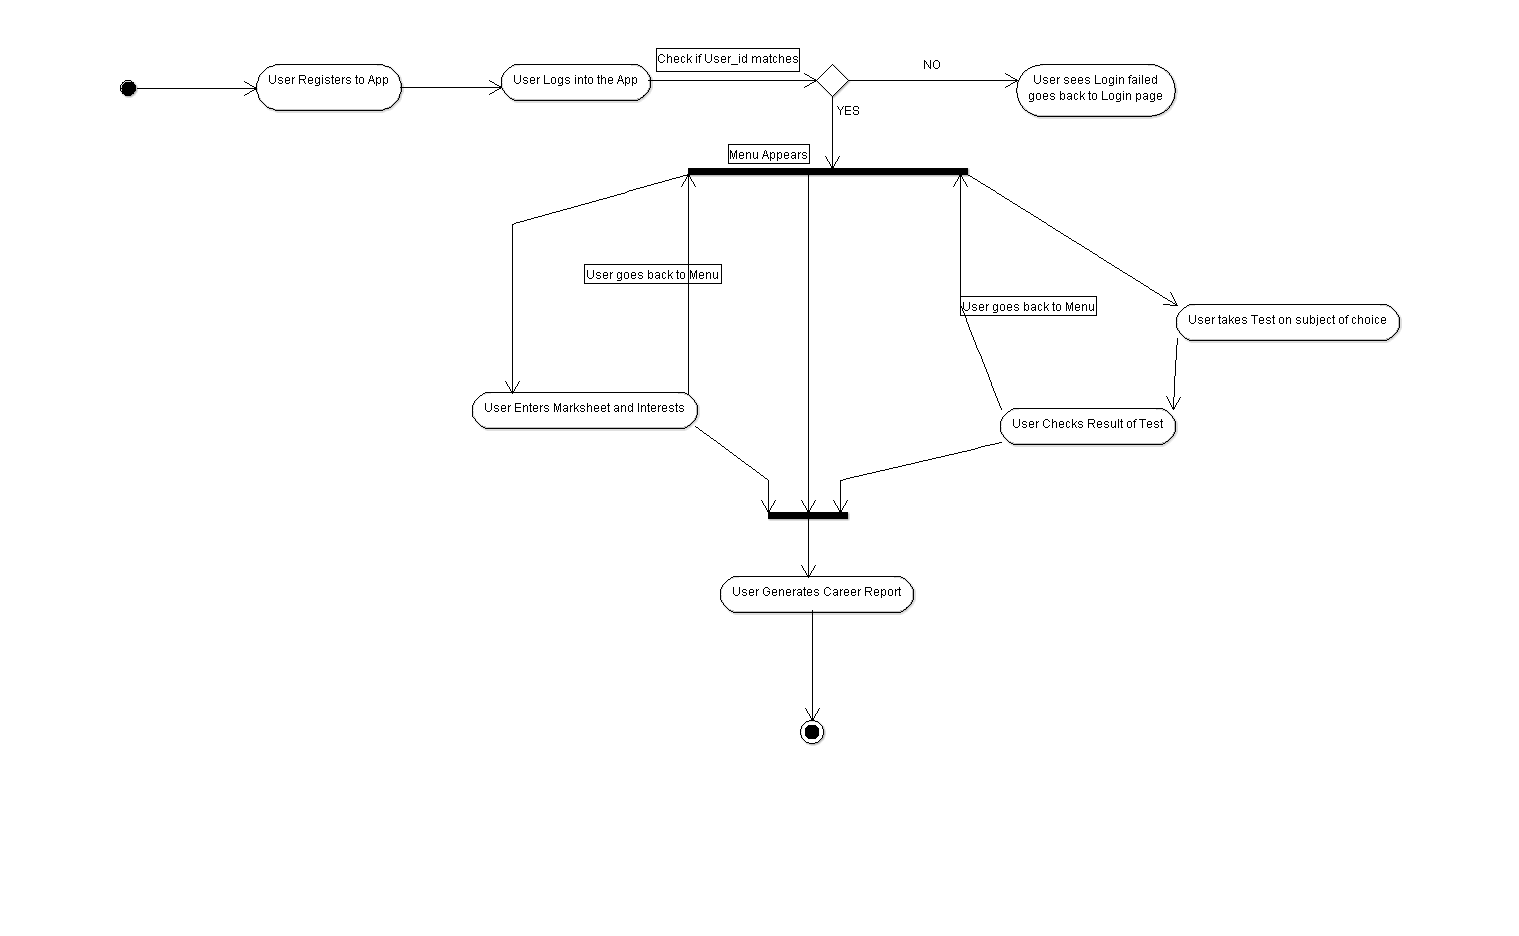 Check if User_id matches
User Registers to App
User Logs into the App
NO
User sees Login failed
goes back to Login page
YES
Menu Appears
User goes back to Menu
User goes back to Menu
User takes Test on subject of choice
User Enters Marksheet and Interests
User Checks Result of Test
User Generates Career Report